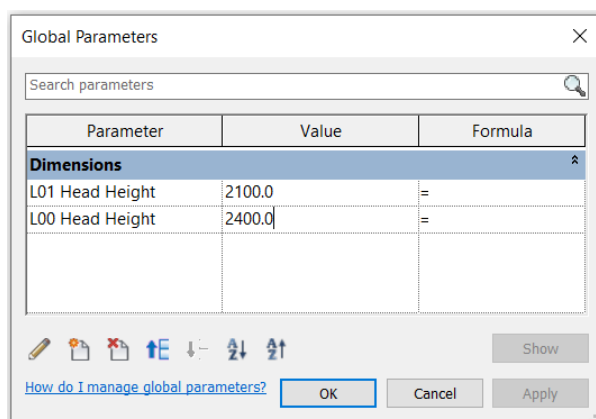 Global Parameters
Search parameters
Parameter Value Formula
Dimensions
L01 Head Height 2100.0 =
L00 Head Height 2400.0 =
Show
How do I manage global parameters? OK Cancel Apply